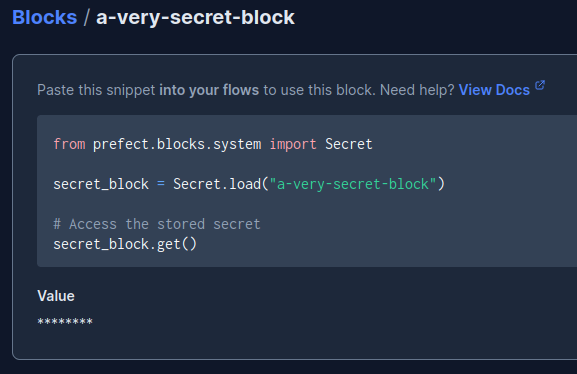 Blocks / a-very-secret-block
Paste this snippet into your flows to use this block. Need help? View Docs
from prefect.blocks.system import Secret
secret_block = Secret.load("a-very-secret-block")
# Access the stored secret
secret_block.get()
Value
********